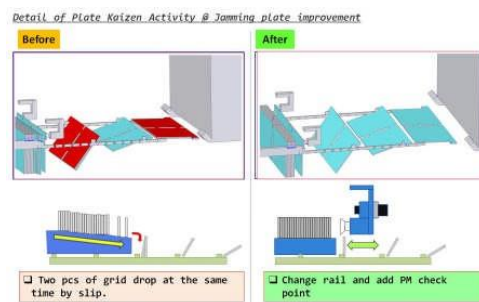 Detail of Plate Kaizen Activity @ Jamming plate improvement
Before
After
❑ Two pcs of grid drop at the same
time by slip.
❑ Change rail and add PM check
point